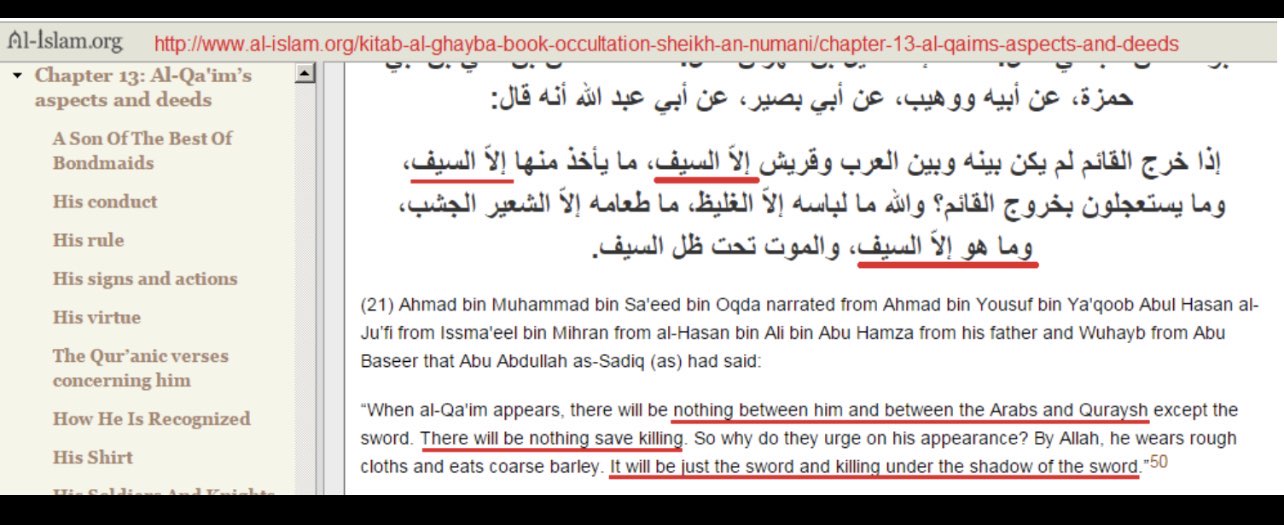 Al-Islam.org
http://www.al-islam.org/kitab-al-ghayba-book-occultation-sheikh-an-numani/chapter-13-al-qaims-aspects-and-deeds
Chapter 13: Al-Qa'im's
aspects and deeds
A Son Of The Best Of
Bondmaids
His conduct
His rule
His signs and actions
His virtue
The Qur'anic verses
concerning him
How He Is Recognized
His Shirt
His Soldiers And Knights
حمزة، عن أبيه ووهيب، عن أبي بصير، عن أبي عبد الله أنه قال:
إذا خرج القائم لم يكن بينه وبين العرب وقريش إلاّ السيف، ما يأخذ منها إلاّ السيف،
وما يستعجلون بخروج القائم؟ والله ما لباسه إلاّ الغليظ، ما طعامه إلاّ الشعير الجشب،
وما هو إلاّ السيف، والموت تحت ظل السيف.
(21) Ahmad bin Muhammad bin Sa'eed bin Oqda narrated from Ahmad bin Yousuf bin Ya'qoob Abul Hasan al-
Ju'fi from Issma'eel bin Mihran from al-Hasan bin Ali bin Abu Hamza from his father and Wuhayb from Abu
Baseer that Abu Abdullah as-Sadiq (as) had said:
“When al-Qa'im appears, there will be nothing between him and between the Arabs and Quraysh except the
sword. There will be nothing save killing. So why do they urge on his appearance? By Allah, he wears rough
cloths and eats coarse barley. It will be just the sword and killing under the shadow of the sword.”50